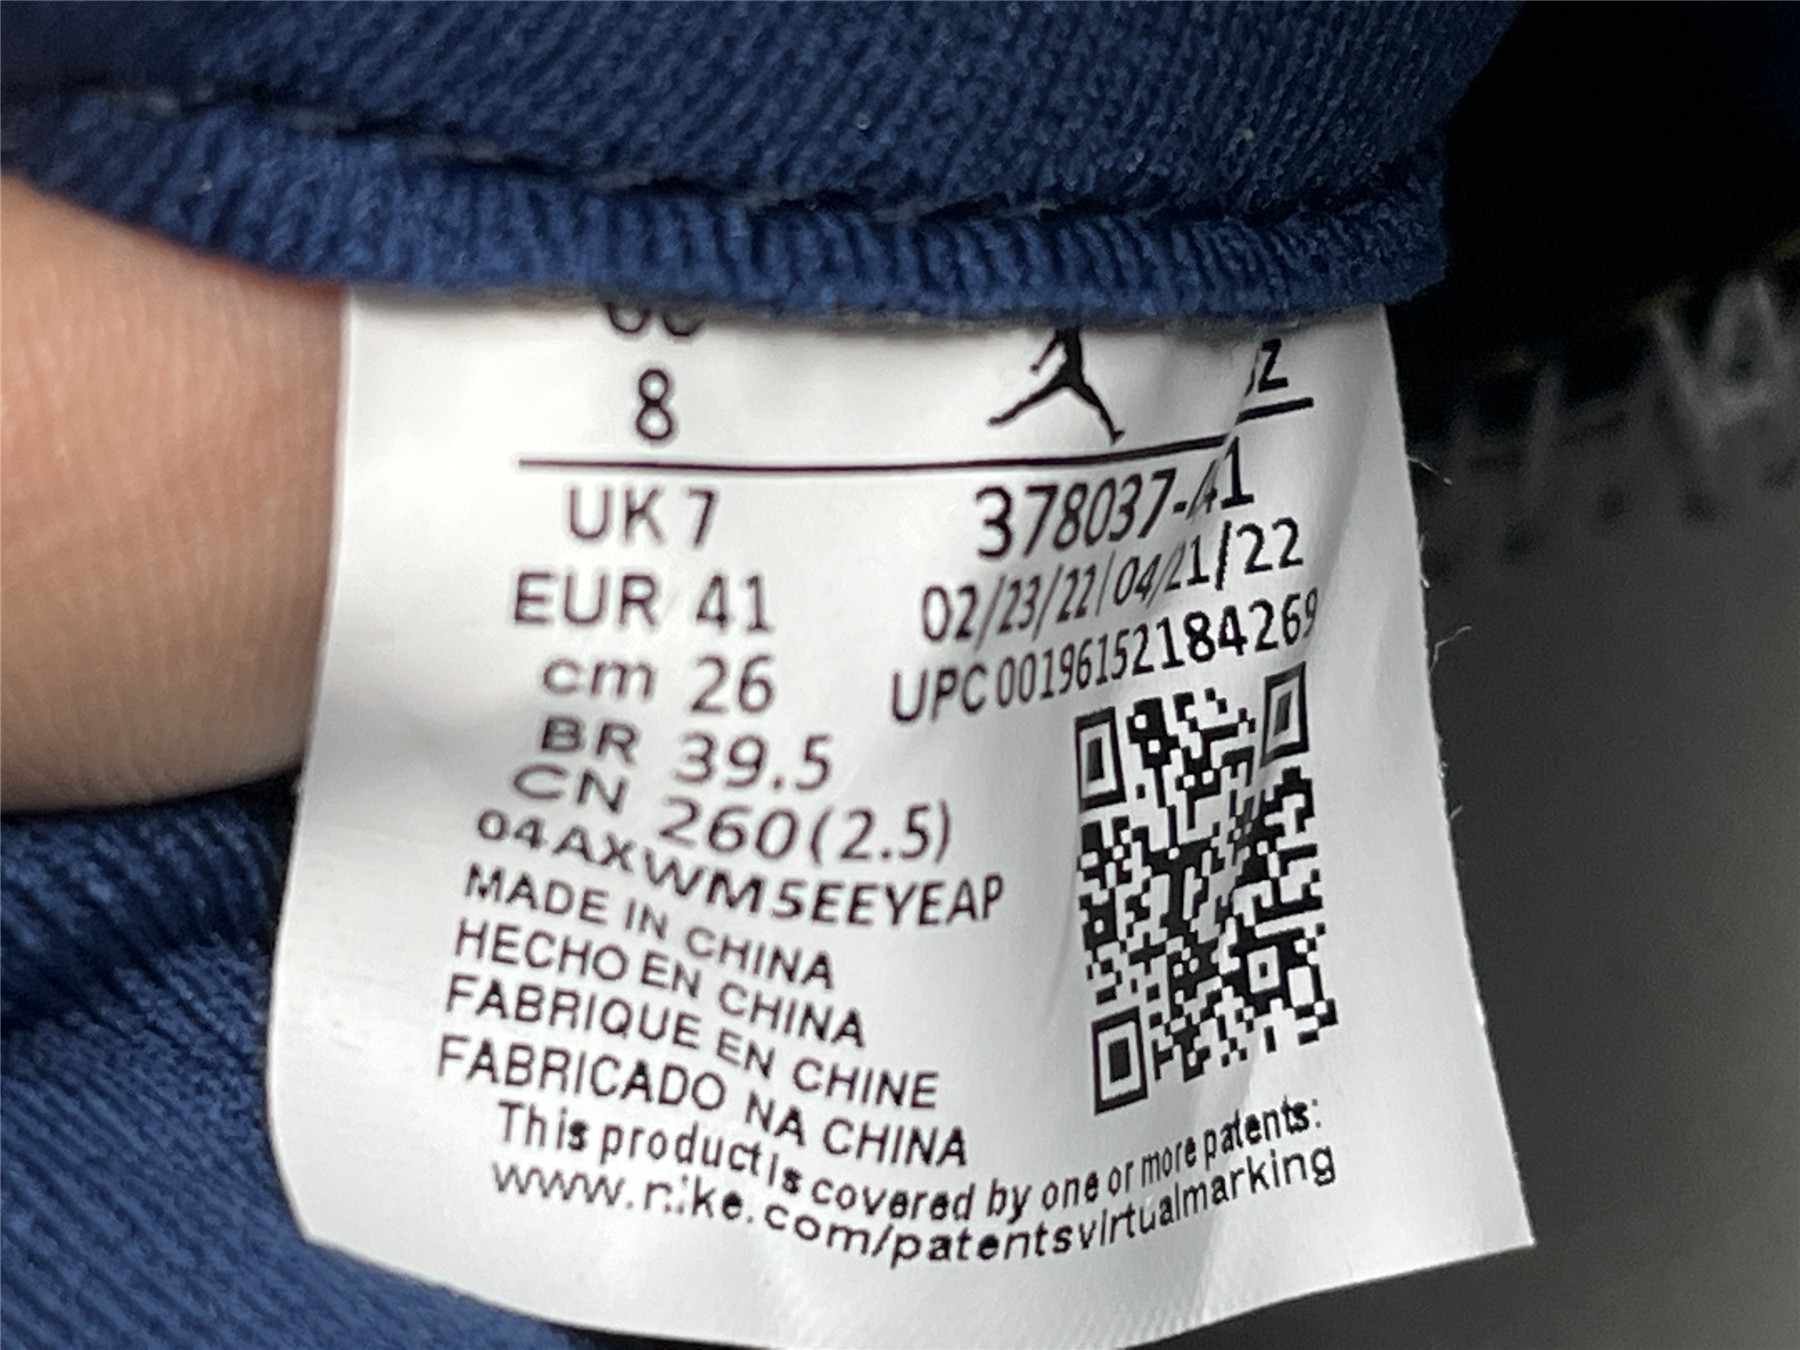 8
UK 7
EUR 41
cm 26
BR 39.5
CN 260(2.5)
04AXWM5EEYEAP
MADE IN CHINA
HECHO EN CHINA
FABRIQUE EN CHINE
FABRICADO NA CHINA
02/23/22 04/21/22
UPC 00196152184269
This product is covered by one or more patents:
www.nike.com/patentsvirtualmarking